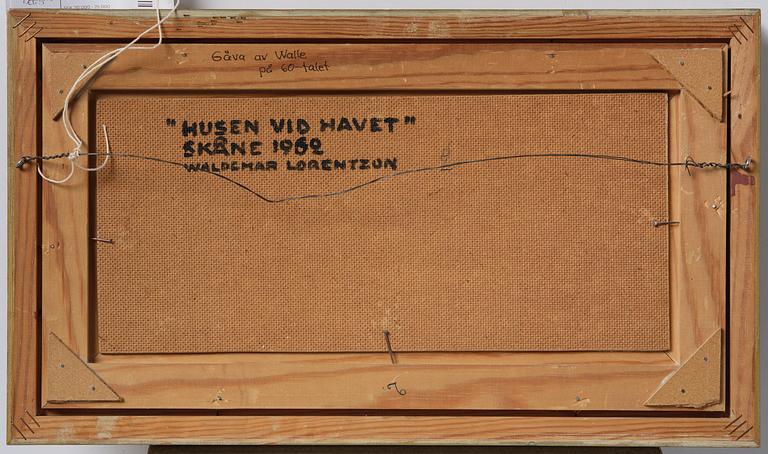 Gåva av Walle
på 60-talet
"HUSEN VID HAVET"
SKÅNE 1962
WALDEMAR LORENTZON